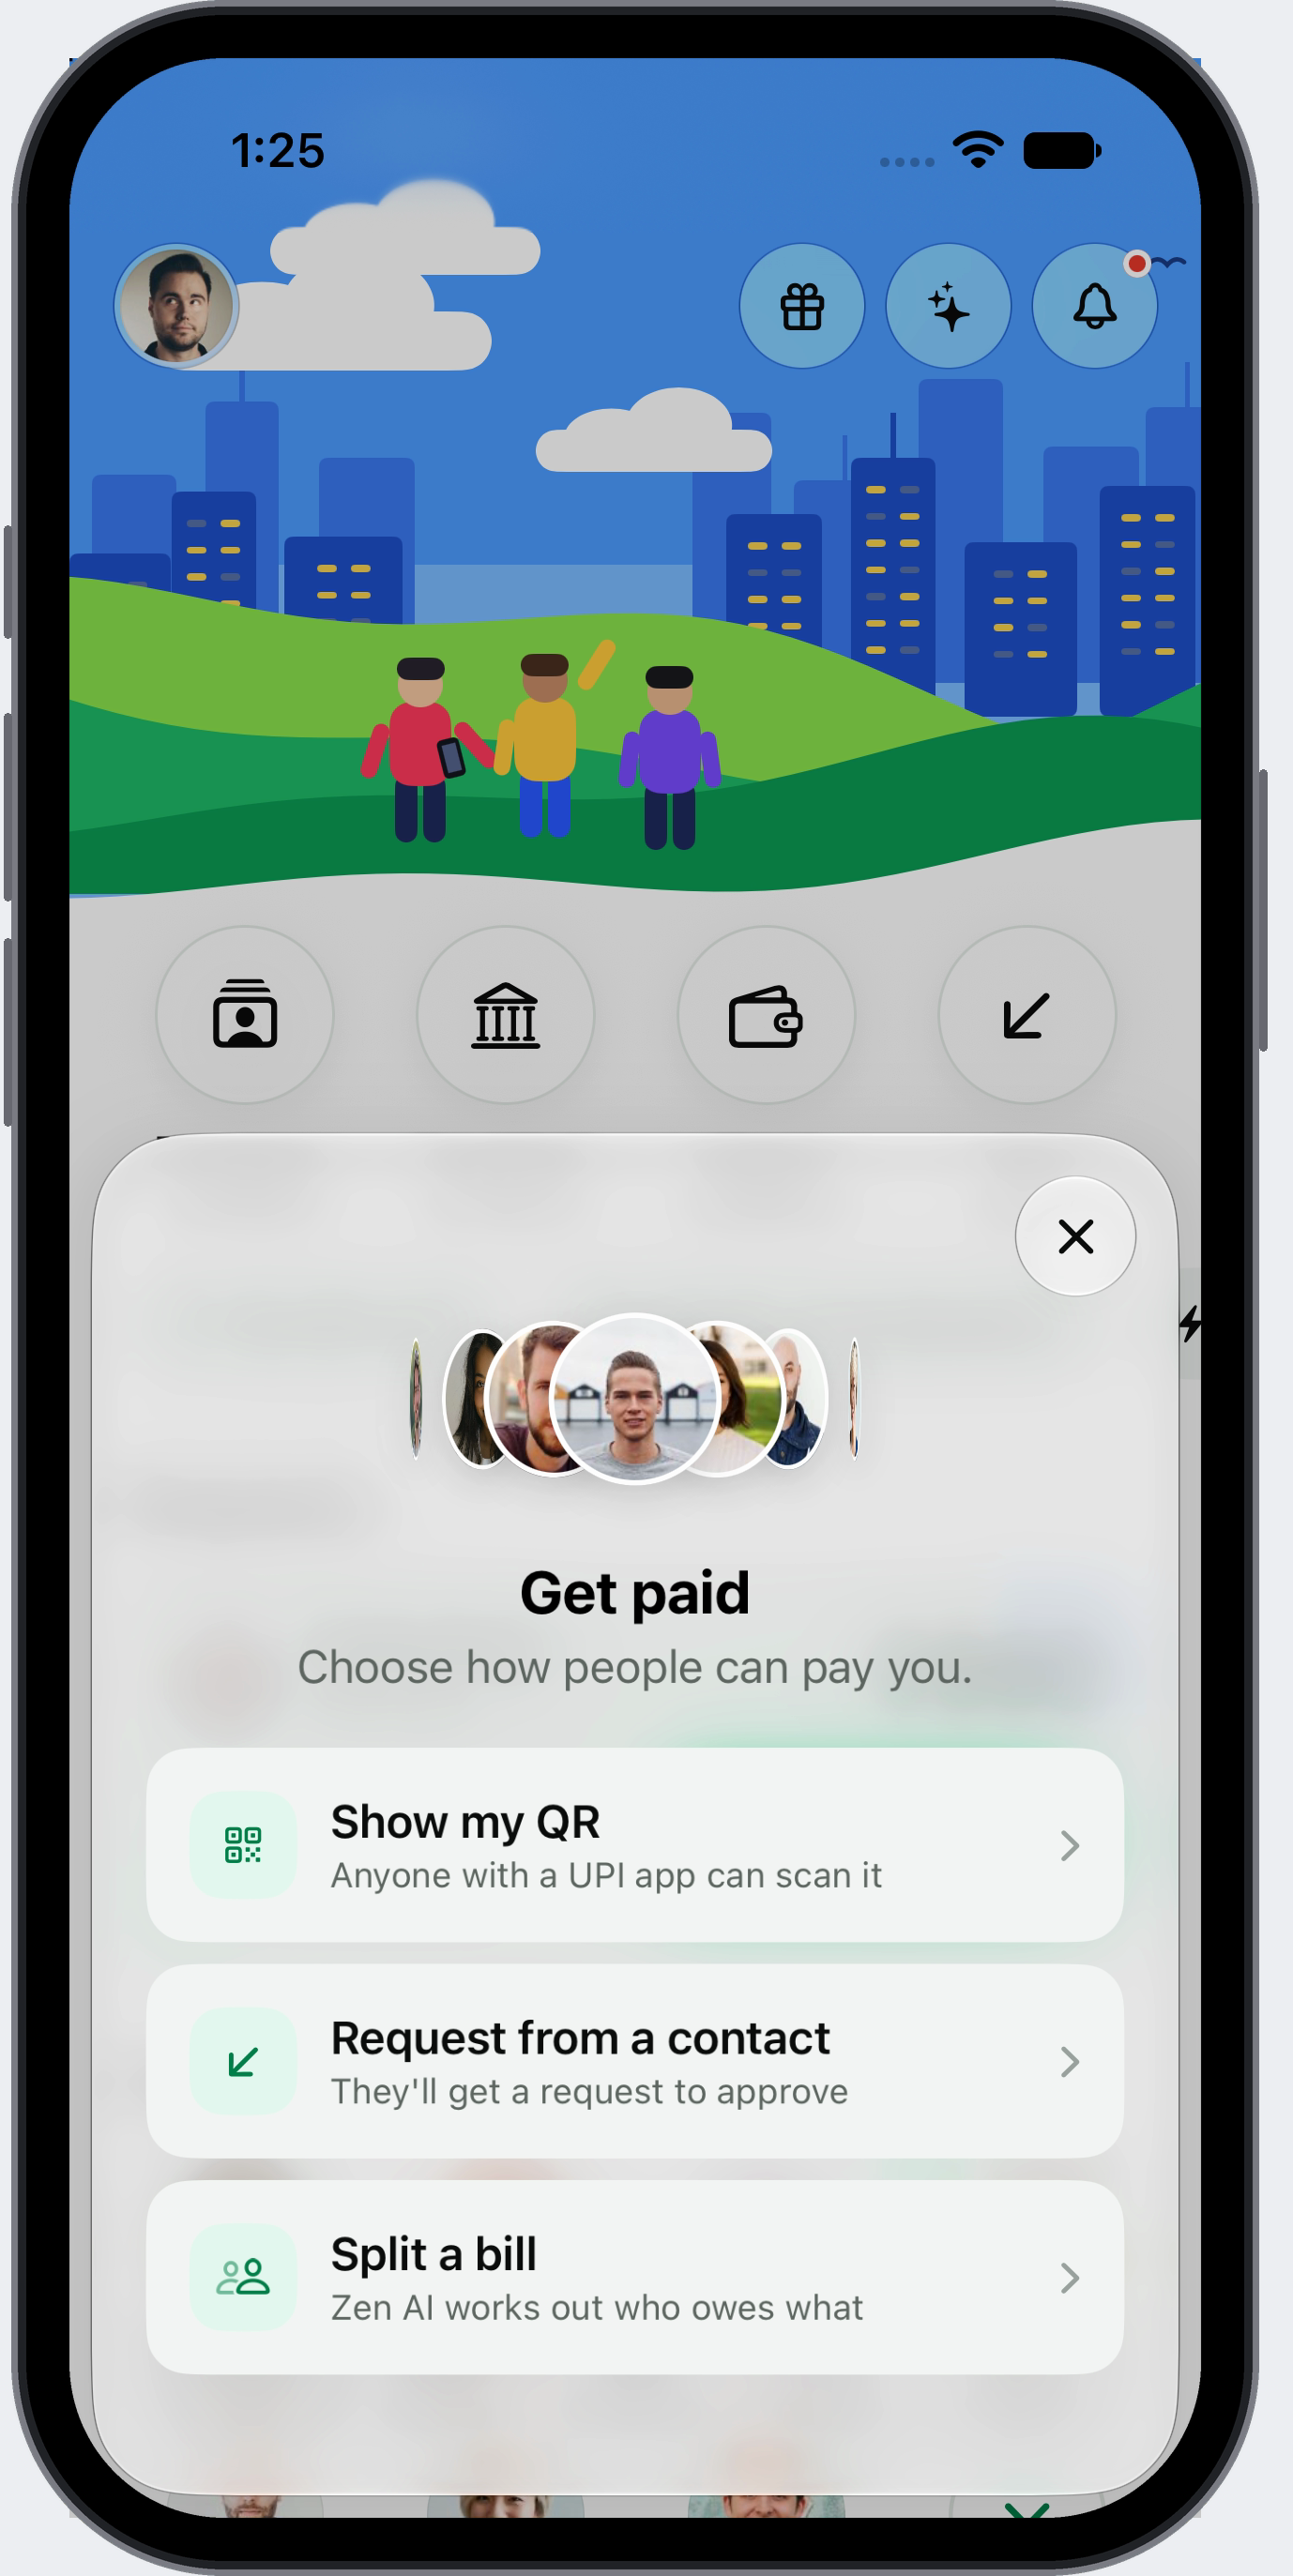 1:25
Get paid
Choose how people can pay you.
Show my QR
Anyone with a UPI app can scan it
Request from a contact
They'll get a request to approve
Split a bill
Zen AI works out who owes what